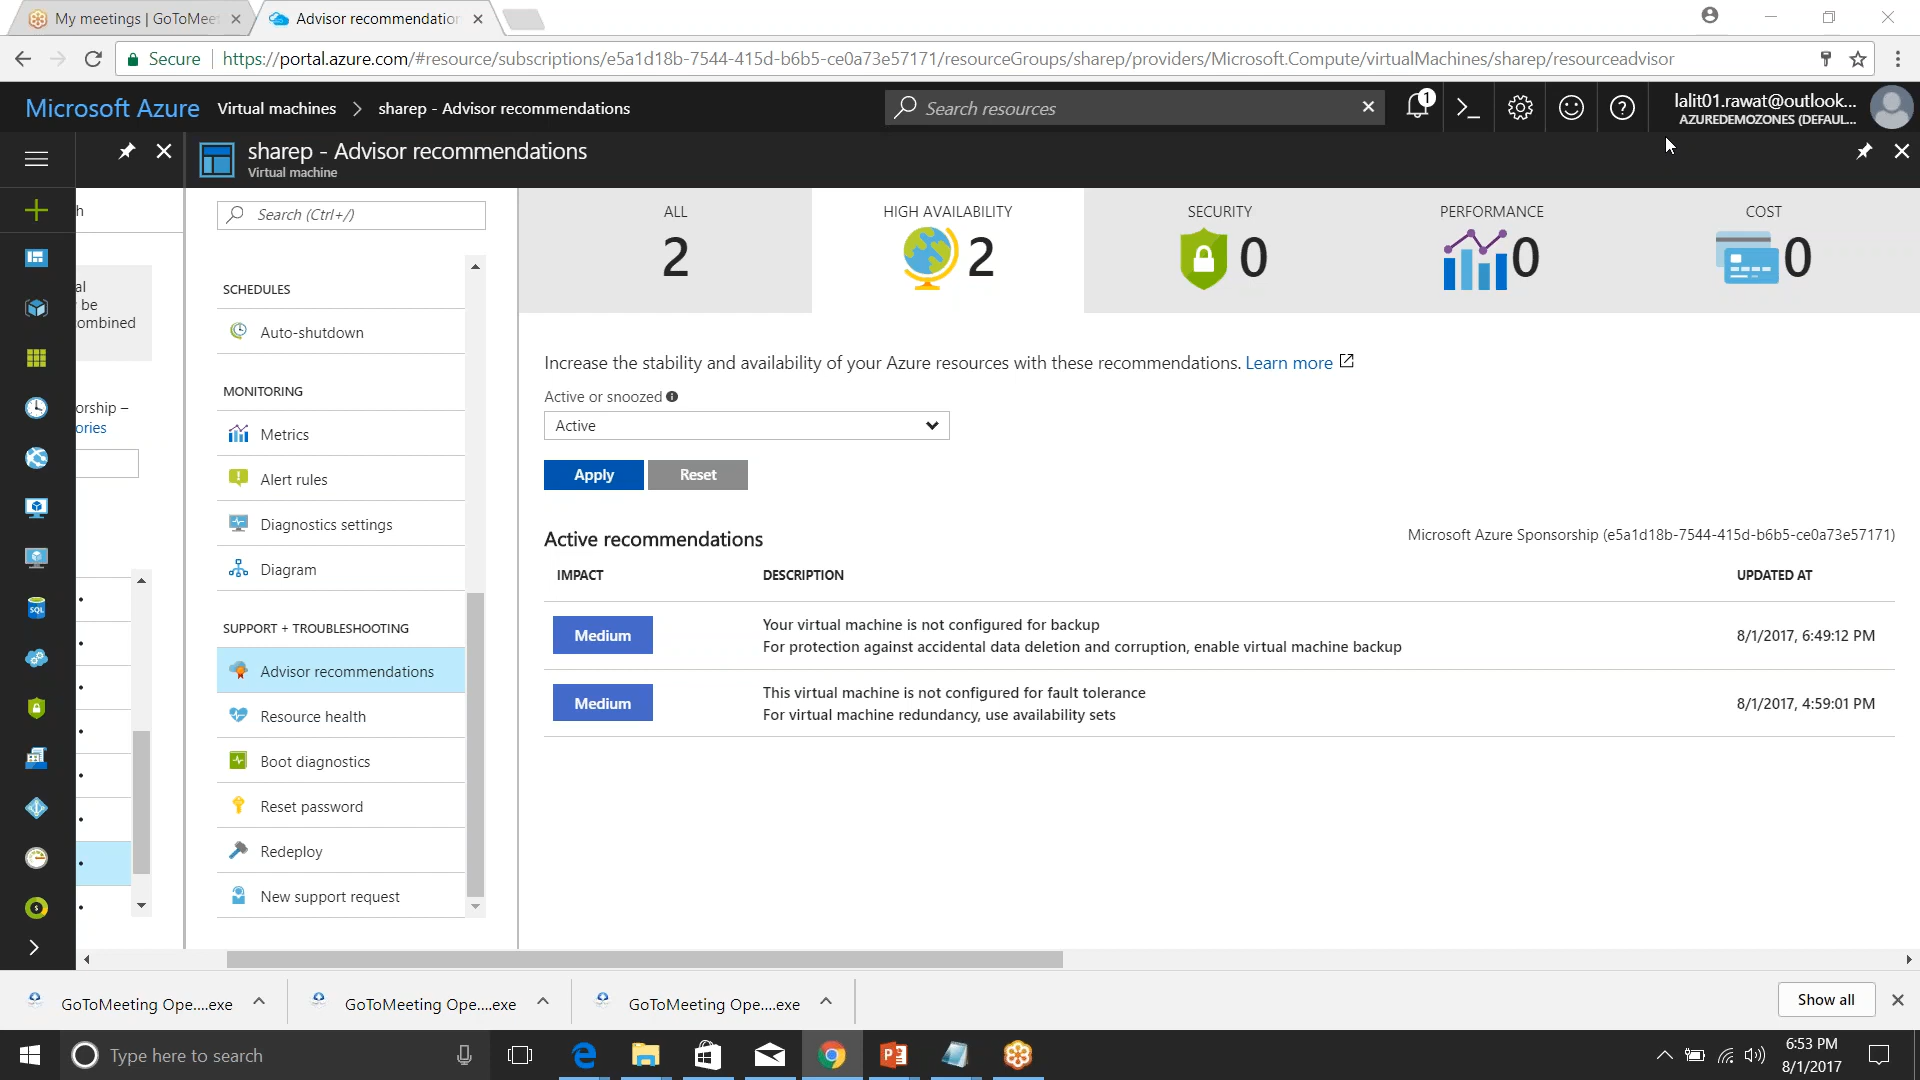 My meetings | GoToMee
Advisor recommendation
Secure
https://portal.azure.com/#resource/subscriptions/e5a1d18b-7544-415d-b6b5-ce0a73e57171/resourceGroups/sharep/providers/Microsoft.Compute/virtualMachines/sharep/resourceadvisor
Microsoft Azure Virtual machines > sharep - Advisor recommendations
Search resources
1
lalit01.rawat@outlook...
AZUREDEMOZONES (DEFAUL...
sharep - Advisor recommendations
Virtual machine
h
al
be
ombined
orship –
ories
Search (Ctrl+/)
SCHEDULES
Auto-shutdown
MONITORING
Metrics
Alert rules
Diagnostics settings
Diagram
SUPPORT + TROUBLESHOOTING
Advisor recommendations
Resource health
Boot diagnostics
Reset password
Redeploy
New support request
ALL
2
HIGH AVAILABILITY
2
SECURITY
0
PERFORMANCE
0
COST
0
Increase the stability and availability of your Azure resources with these recommendations. Learn more
Active or snoozed
Active
Apply
Reset
Active recommendations
Microsoft Azure Sponsorship (e5a1d18b-7544-415d-b6b5-ce0a73e57171)
IMPACT
DESCRIPTION
UPDATED AT
Medium
Your virtual machine is not configured for backup
For protection against accidental data deletion and corruption, enable virtual machine backup
8/1/2017, 6:49:12 PM
Medium
This virtual machine is not configured for fault tolerance
For virtual machine redundancy, use availability sets
8/1/2017, 4:59:01 PM
SQL
GoToMeeting Ope....exe
GoToMeeting Ope....exe
GoToMeeting Ope....exe
Show all
Type here to search
6:53 PM
8/1/2017